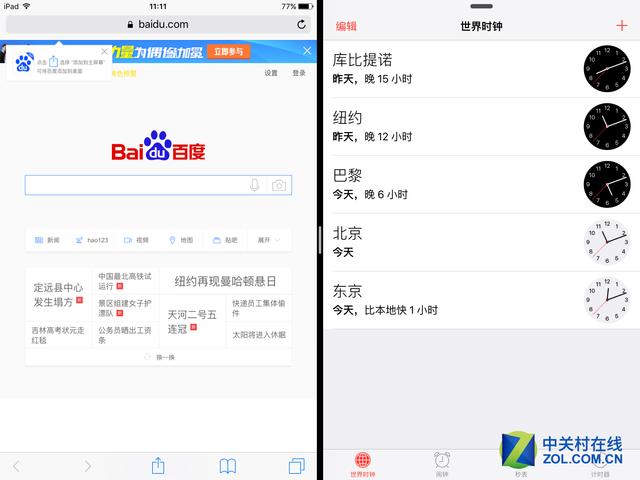 iPad
11:11
77%
baidu.com
力量为偶像加冕
立即参与
点击 选择 "添加到主屏幕"
可将百度添加到桌面
设置
登录
Baidu百度
新闻
hao123
视频
地图
贴吧
展开
定远县中心发生塌方
新
中国最北高铁试运行
新
纽约再现曼哈顿悬日
景区组建女子护漂队
新
天河二号五连冠
新
快递员工集体偷件
吉林高考状元走红毯
公务员晒出工资条
太阳将进入休眠
换一换
编辑
世界时钟
库比提诺
昨天，晚 15 小时
纽约
昨天，晚 12 小时
巴黎
今天，晚 6 小时
北京
今天
东京
今天，比本地快 1 小时
世界时钟
闹钟
秒表
计时器
中关村在线
ZOL.COM.CN